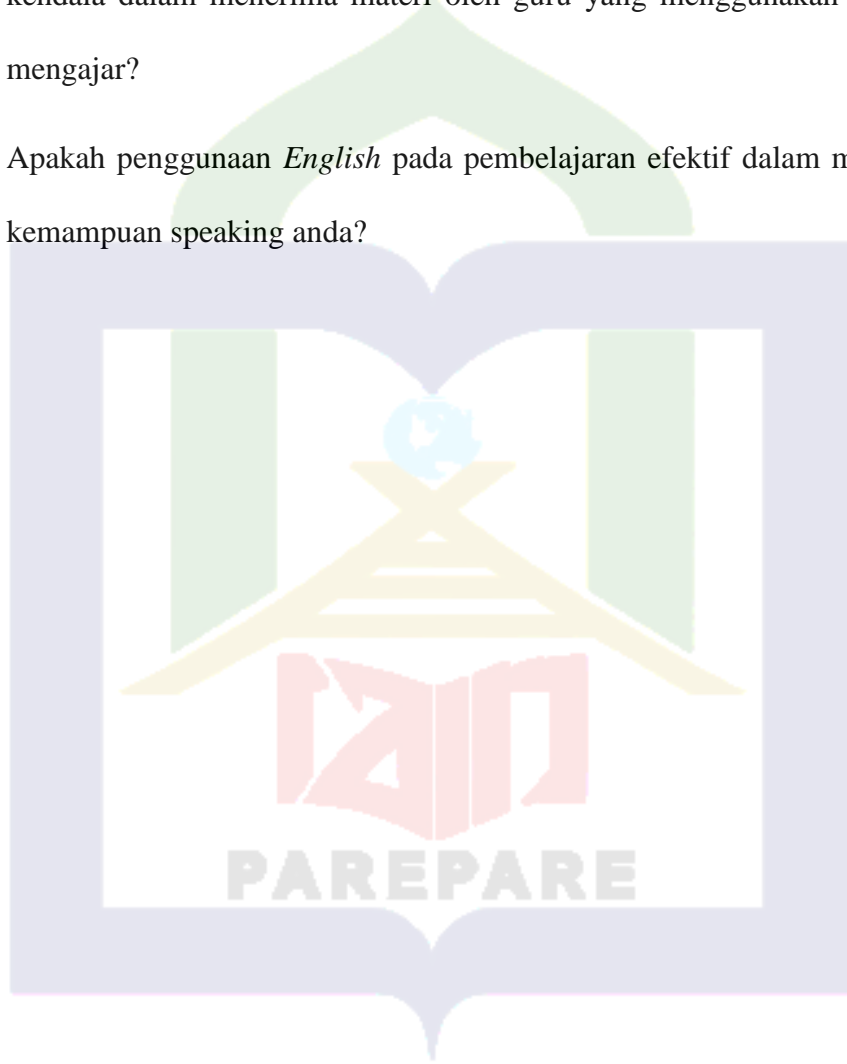 kendala dalam menerima materi oleh guru yang menggunakan
mengajar?
Apakah penggunaan English pada pembelajaran efektif dalam
kemampuan speaking anda?
iain
PAREPARE